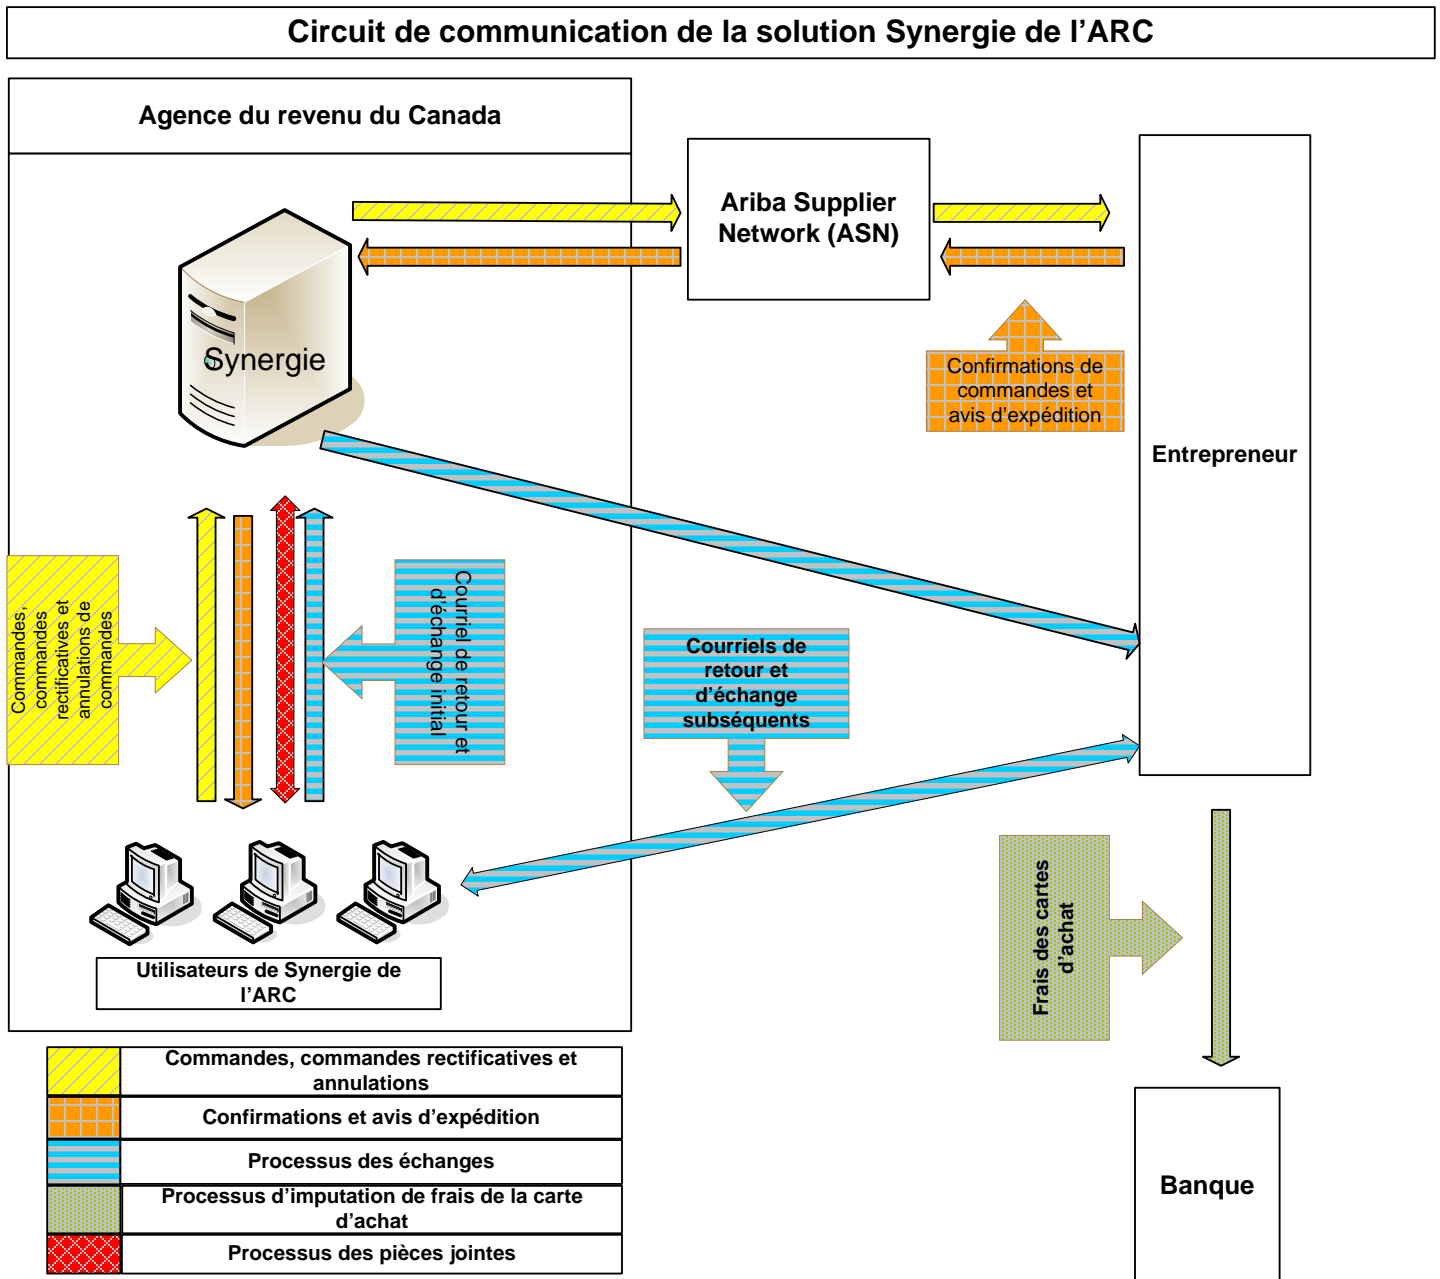 Circuit de communication de la solution Synergie de l'ARC
Agence du revenu du Canada
Ariba Supplier
Network (ASN)
Synergie
Confirmations de
commandes et
avis d'expédition
Entrepreneur
Commandes,
commandes
rectificatives et
annulations de
commandes
Courriel de retour et
d'échange initial
Courriels de
retour et
d'échange
subséquents
Frais des cartes
d'achat
Utilisateurs de Synergie de
l'ARC
Commandes, commandes rectificatives et
annulations
Confirmations et avis d'expédition
Processus des échanges
Processus d'imputation de frais de la carte
d'achat
Processus des pièces jointes
Banque